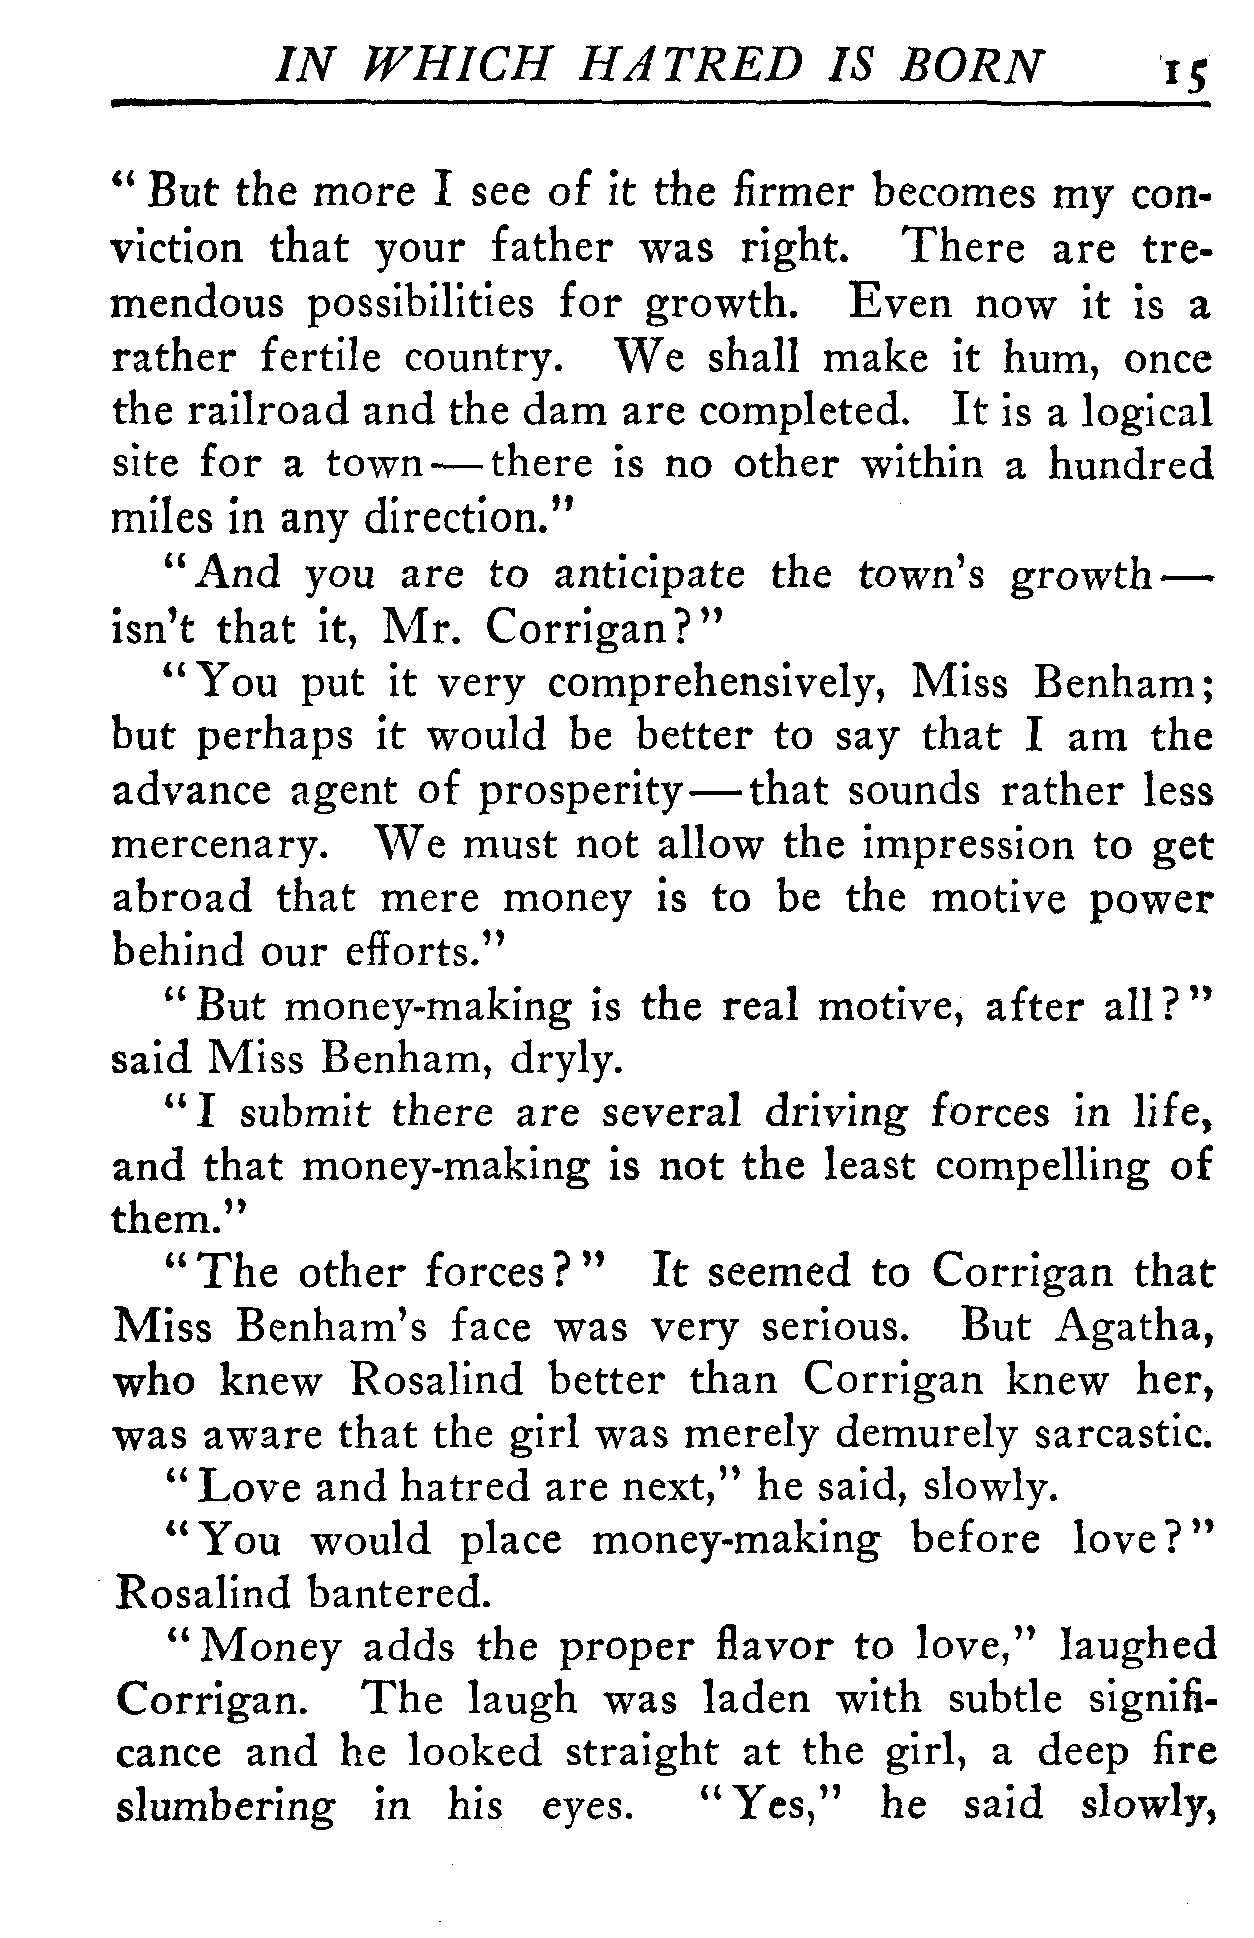 IN WHICH HATRED IS BORN 15
“But the more I see of it the firmer becomes my con-
viction that your father was right. There are tre-
mendous possibilities for growth. Even now it is a
rather fertile country. We shall make it hum, once
the railroad and the dam are completed. It is a logical
site for a town—there is no other within a hundred
miles in any direction.”
“And you are to anticipate the town's growth—
isn't that it, Mr. Corrigan?”
“You put it very comprehensively, Miss Benham;
but perhaps it would be better to say that I am the
advance agent of prosperity—that sounds rather less
mercenary. We must not allow the impression to get
abroad that mere money is to be the motive power
behind our efforts.”
“But money-making is the real motive, after all?”
said Miss Benham, dryly.
“I submit there are several driving forces in life,
and that money-making is not the least compelling of
them.”
“The other forces?” It seemed to Corrigan that
Miss Benham's face was very serious. But Agatha,
who knew Rosalind better than Corrigan knew her,
was aware that the girl was merely demurely sarcastic.
“Love and hatred are next,” he said, slowly.
“You would place money-making before love?”
Rosalind bantered.
“Money adds the proper flavor to love,” laughed
Corrigan. The laugh was laden with subtle signifi-
cance and he looked straight at the girl, a deep fire
slumbering in his eyes. “Yes,” he said slowly,